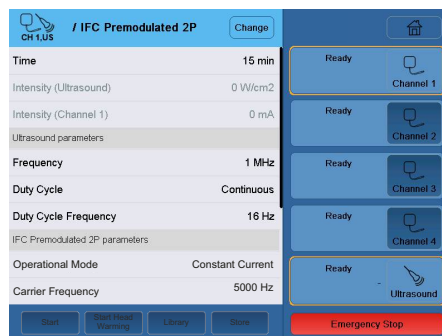 CH 1,US
/ IFC Premodulated 2P
Change
Time 15 min
Intensity (Ultrasound) 0 W/cm2
Intensity (Channel 1) 0 mA
Ultrasound parameters
Frequency 1 MHz
Duty Cycle Continuous
Duty Cycle Frequency 16 Hz
IFC Premodulated 2P parameters
Operational Mode Constant Current
Carrier Frequency 5000 Hz
Start
Start Head
Warming
Library
Store
Ready
Channel 1
Ready
Channel 2
Ready
Channel 3
Ready
Channel 4
Ready
-
Ultrasound
Emergency Stop